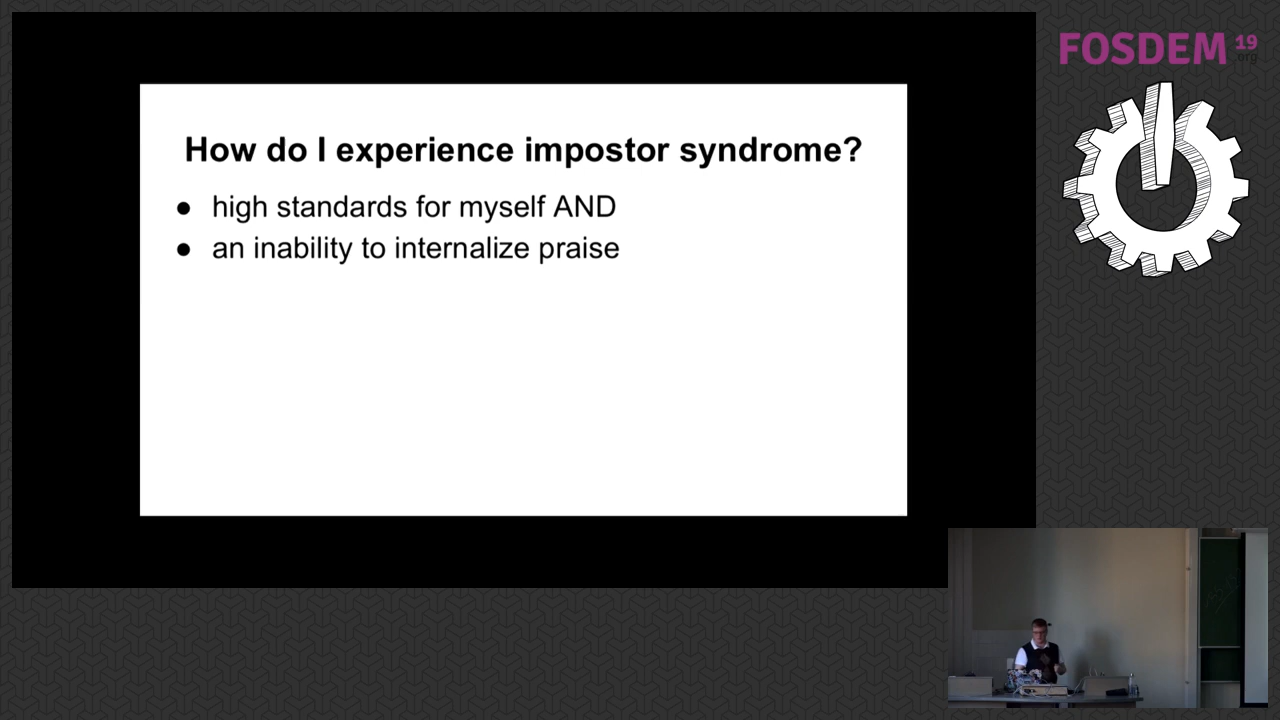 How do I experience impostor syndrome?
● high standards for myself AND
● an inability to internalize praise
FOSDEM 19
.org